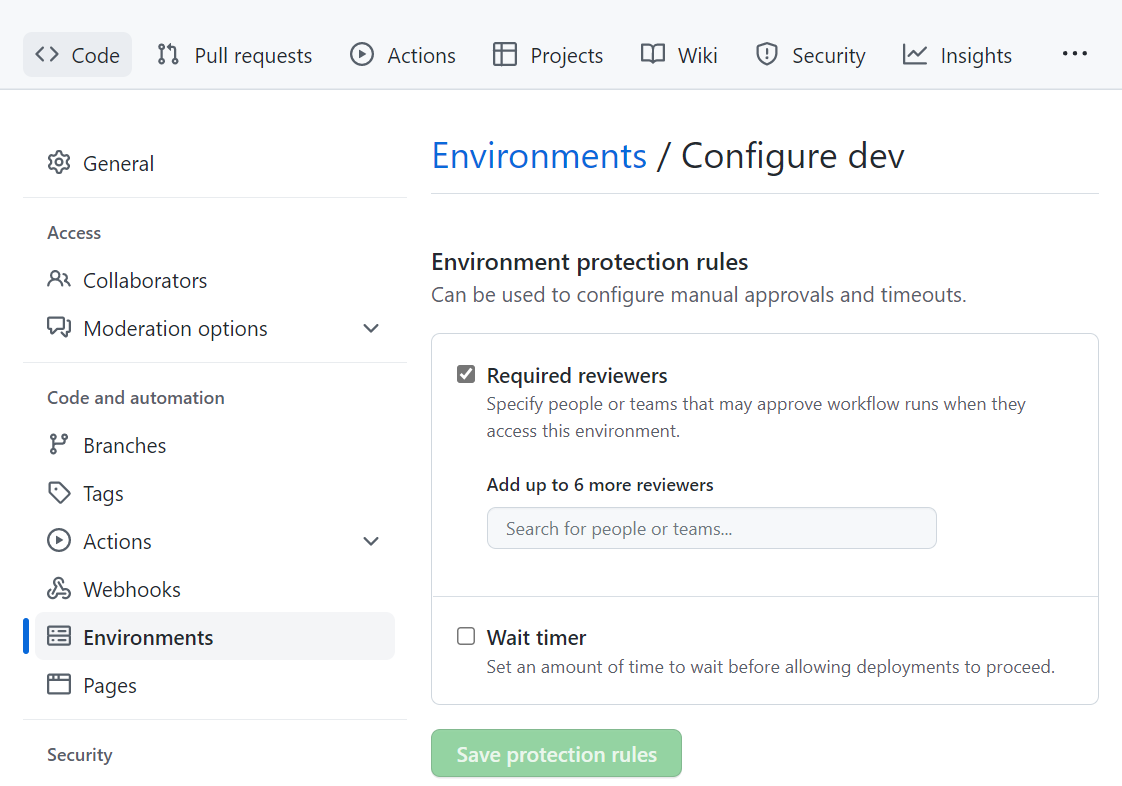 Code Pull requests Actions Projects Wiki Security Insights ...
General
Access
Collaborators
Moderation options
Code and automation
Branches
Tags
Actions
Webhooks
Environments
Pages
Security
Environments / Configure dev
Environment protection rules
Can be used to configure manual approvals and timeouts.
Required reviewers
Specify people or teams that may approve workflow runs when they
access this environment.
Add up to 6 more reviewers
Search for people or teams...
Wait timer
Set an amount of time to wait before allowing deployments to proceed.
Save protection rules